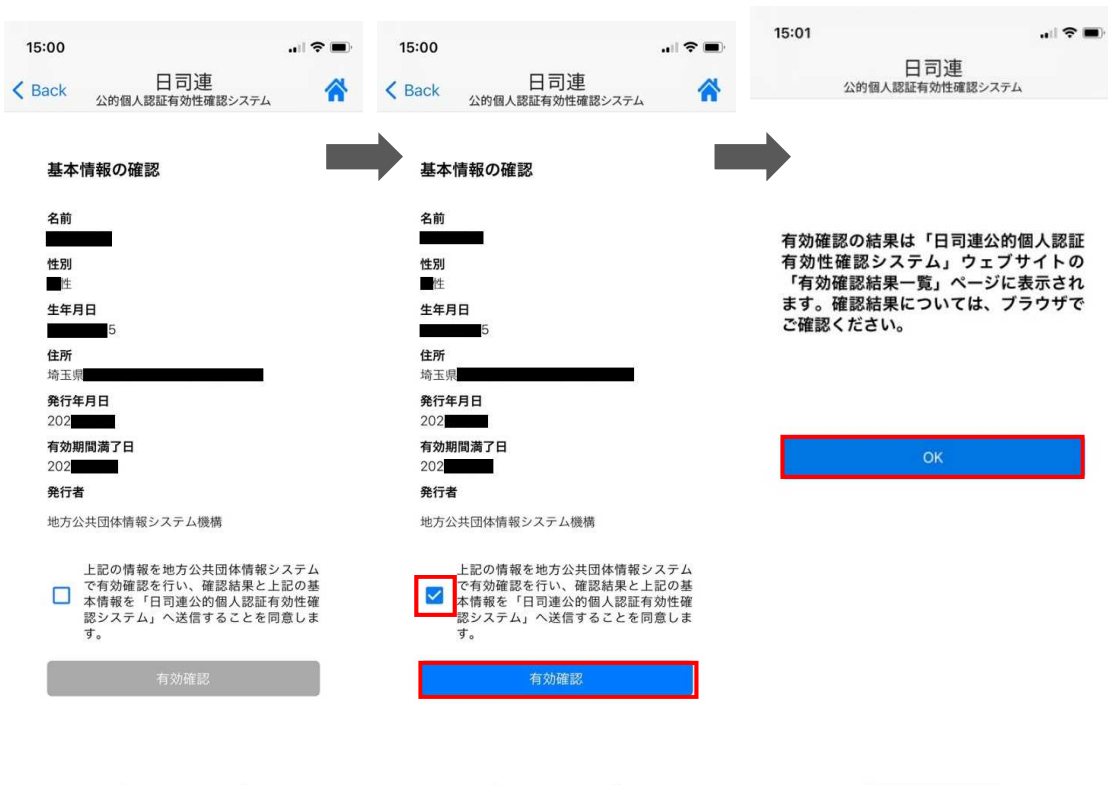 15:00
Back
日司連
公的個人認証有効性確認システム
基本情報の確認
名前
性別
性
生年月日
5
住所
埼玉県
発行年月日
202
有効期間満了日
202
発行者
地方公共団体情報システム機構
上記の情報を地方公共団体情報システム
で有効確認を行い、確認結果と上記の基
本情報を「日司連公的個人認証有効性確
認システム」へ送信することを同意しま
す。
有効確認
15:00
Back
日司連
公的個人認証有効性確認システム
基本情報の確認
名前
性別
性
生年月日
5
住所
埼玉県
発行年月日
202
有効期間満了日
202
発行者
地方公共団体情報システム機構
上記の情報を地方公共団体情報システム
で有効確認を行い、確認結果と上記の基
本情報を「日司連公的個人認証有効性確
認システム」へ送信することを同意しま
す。
有効確認
15:01
日司連
公的個人認証有効性確認システム
有効確認の結果は「日司連公的個人認証
有効性確認システム」ウェブサイトの
「有効確認結果一覧」ページに表示され
ます。確認結果については、ブラウザで
ご確認ください。
OK